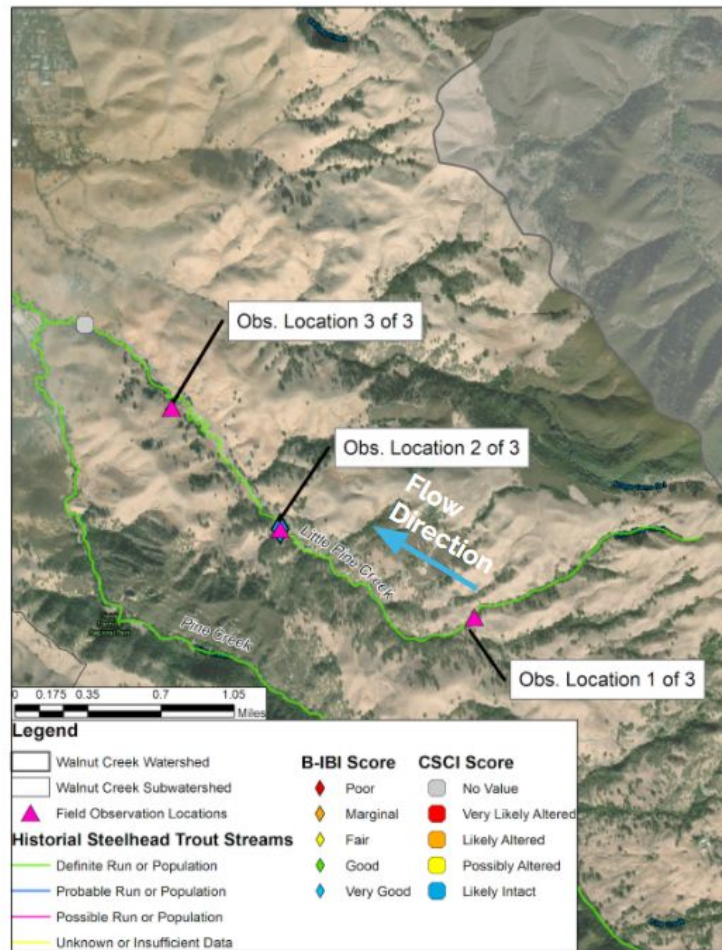 Obs. Location 3 of 3
Obs. Location 2 of 3
Flow
Direction
Little Pine Creek
Pine Creek
Obs. Location 1 of 3
0 0.175 0.35 0.7 1.05
Miles
Legend
Walnut Creek Watershed
Walnut Creek Subwatershed
Field Observation Locations
Historial Steelhead Trout Streams
Definite Run or Population
Probable Run or Population
Possible Run or Population
Unknown or Insufficient Data
B-IBI Score
Poor
Marginal
Fair
Good
Very Good
CSCI Score
No Value
Very Likely Altered
Likely Altered
Possibly Altered
Likely Intact